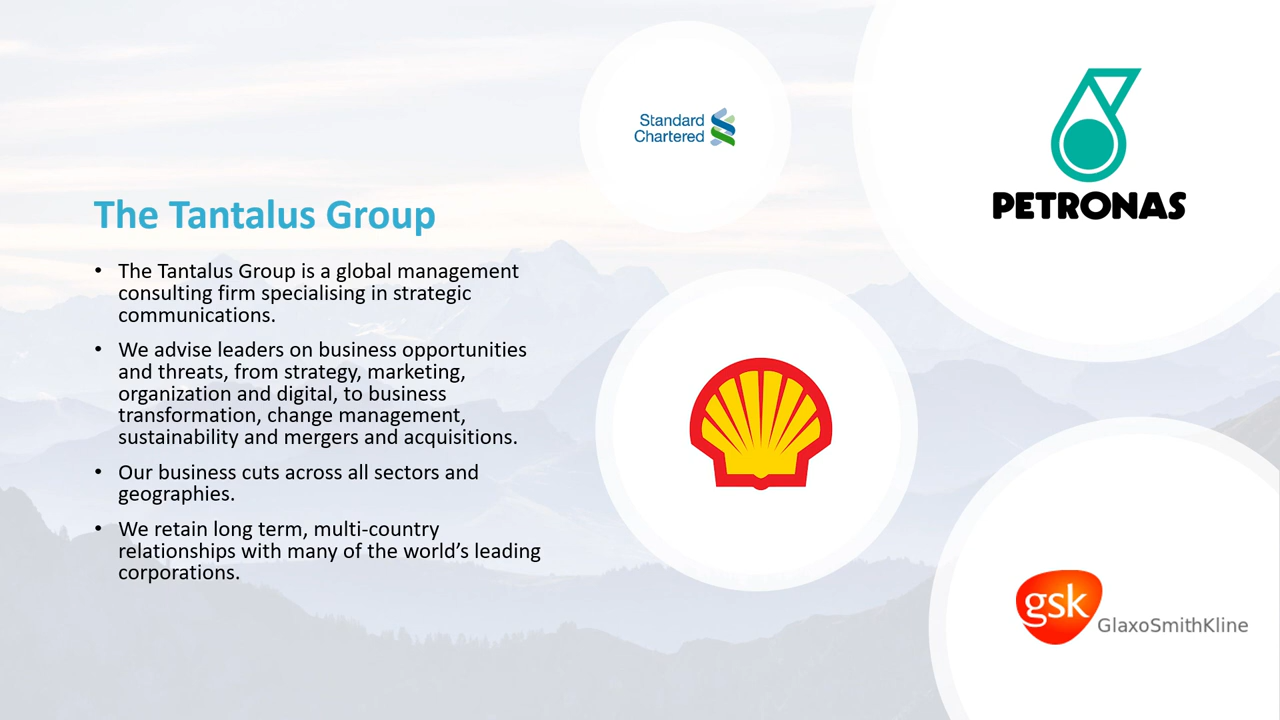 The Tantalus Group
• The Tantalus Group is a global management
consulting firm specialising in strategic
communications.
• We advise leaders on business opportunities
and threats, from strategy, marketing,
organization and digital, to business
transformation, change management,
sustainability and mergers and acquisitions.
• Our business cuts across all sectors and
geographies.
• We retain long term, multi-country
relationships with many of the world’s leading
corporations.
Standard
Chartered
PETRONAS
gsk
GlaxoSmithKline